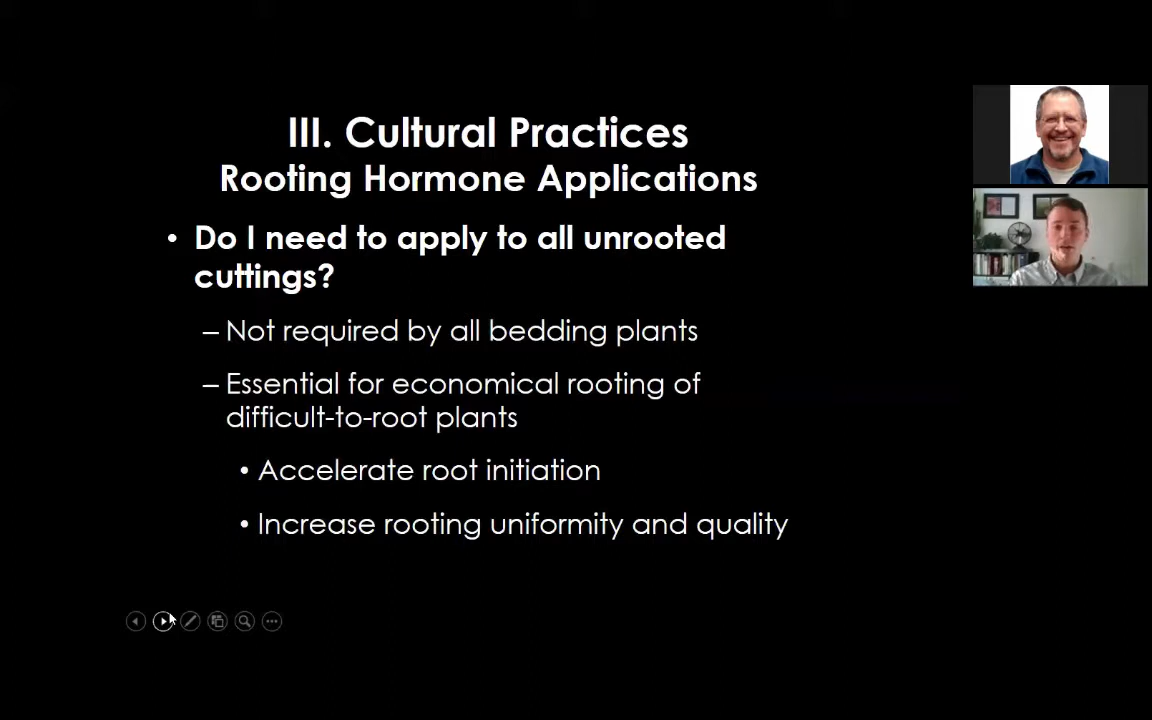 III. Cultural Practices
Rooting Hormone Applications
• Do I need to apply to all unrooted
cuttings?
– Not required by all bedding plants
– Essential for economical rooting of
difficult-to-root plants
• Accelerate root initiation
• Increase rooting uniformity and quality